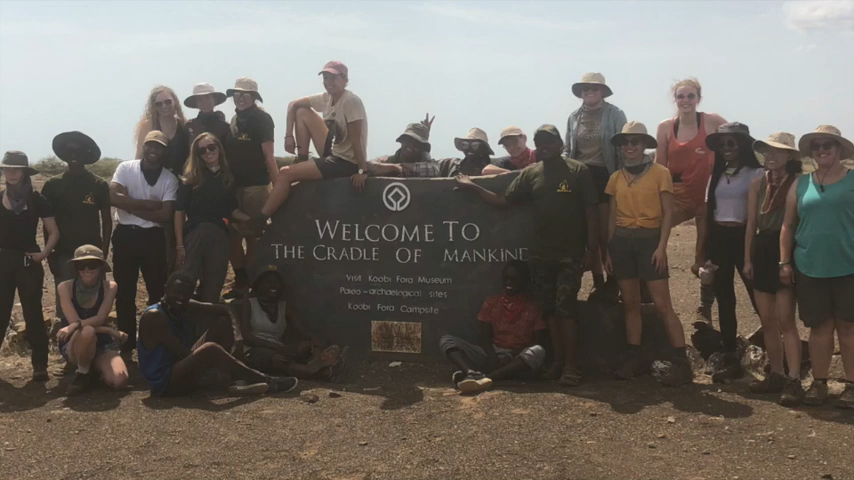 WELCOME TO
THE CRADLE OF MANKIND
Visit Koobi Fora Museum
Paleo-archaeological sites
Koobi Fora Campsite